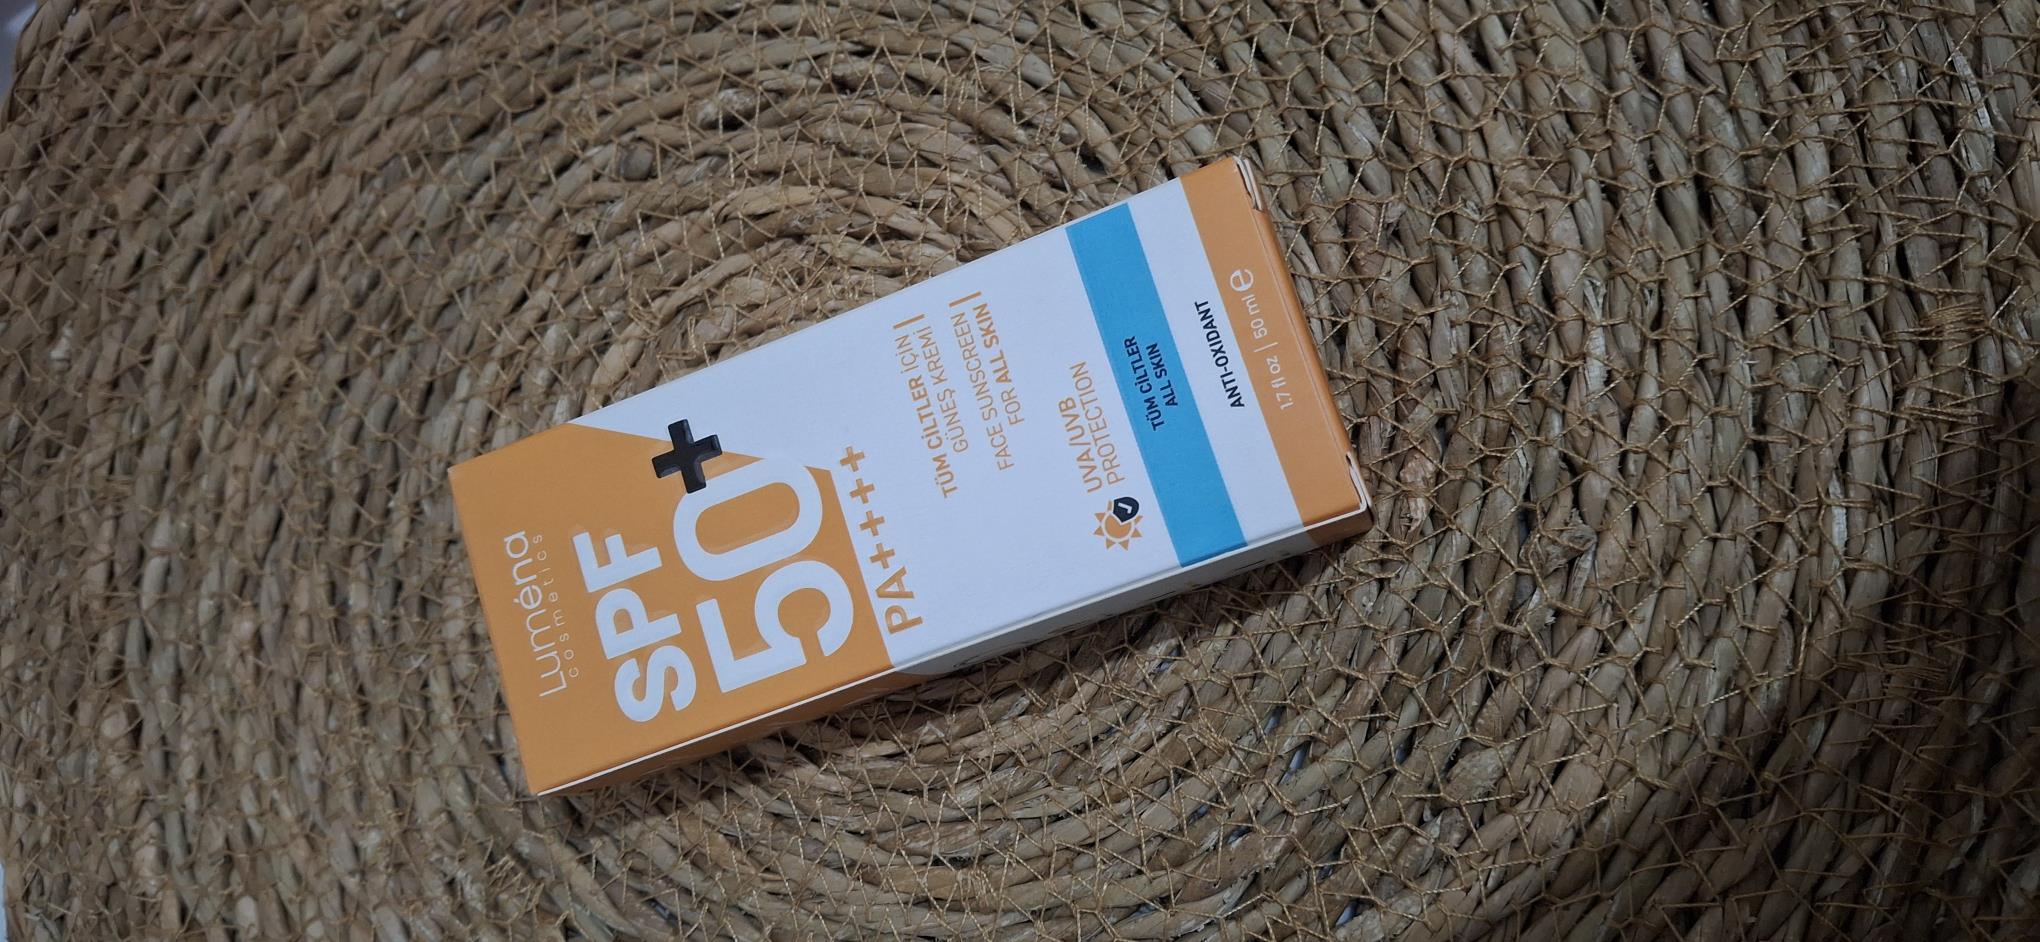 Luména
cosmetics
SPF
50+
PA++++
TÜM CİLTLER İÇİN
GÜNEŞ KREMİ
FACE SUNSCREEN
FOR ALL SKIN
UVA/UVB
PROTECTION
TÜM CİLTLER
ALL SKIN
ANTI-OXIDANT
1.7 fl oz | 50 ml e